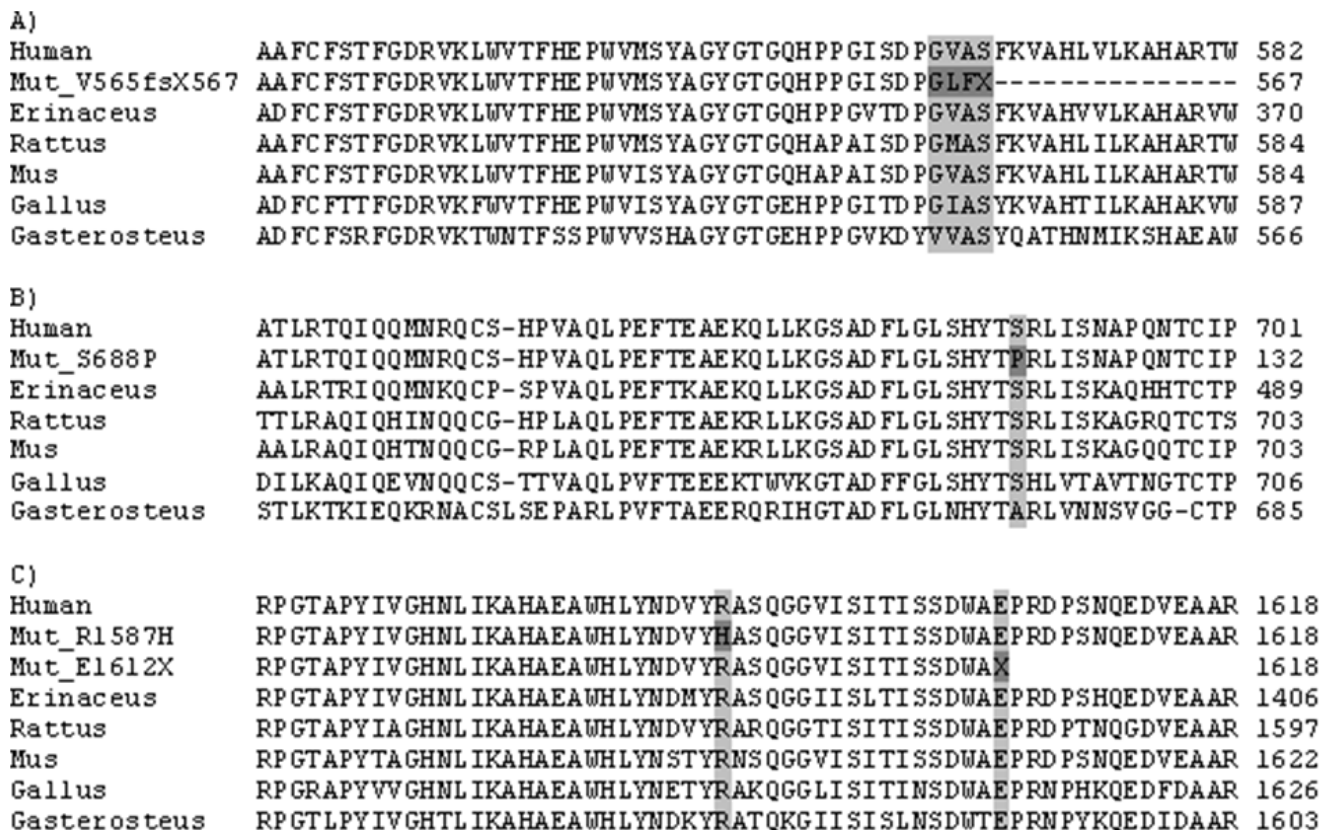 A)
Human AAFCFSTFGDRVKLWVTFHEPWVMSYAGYGTGQHPPGISDPGVASFKVAHLVLKAHARTW 582
Mut_V565fsX567 AAFCFSTFGDRVKLWVTFHEPWVMSYAGYGTGQHPPGISDPGLFX--------------- 567
Erinaceus ADFCFSTFGDRVKLWVTFHEPWVMSYAGYGTGQHPPGVTDPGVASFKVAHVVLKAHARVW 370
Rattus AAFCFSTFGDRVKLWVTFHEPWVMSYAGYGTGQHAPAISDPGMASFKVAHLILKAHARTW 584
Mus AAFCFSTFGDRVKLWVTFHEPWVISYAGYGTGQHAPAISDPGVASFKVAHLILKAHARTW 584
Gallus ADFCFTTFGDRVKFWVTFHEPWVISYAGYGTGEHPPGITDPGIASYKVAHTILKAHAKVW 587
Gasterosteus ADFCFSRFGDRVKTWNTFSSPWVVSHAGYGTGEHPPGVKDYVVASYQATHNMIKSHAEAW 566
B)
Human ATLRTQIQQMNRQCS-HPVAQLPEFTEAEKQLLKGSADFLGLSHYTSRLISNAPQNTCIP 701
Mut_S688P ATLRTQIQQMNRQCS-HPVAQLPEFTEAEKQLLKGSADFLGLSHYTPRLISNAPQNTCIP 132
Erinaceus AALRTRIQQMNKQCP-SPVAQLPEFTKAEKQLLKGSADFLGLSHYTSRLISKAQHHTCTP 489
Rattus TTLRAQIQHINQQCG-HPLAQLPEFTEAEKRLLKGSADFLGLSHYTSRLISKAGRQTCTS 703
Mus AALRAQIQHTNQQCG-RPLAQLPEFTEAEKRLLKGSADFLGLSHYTSRLISKAGQQTCIP 703
Gallus DILKAQIQEVNQQCS-TTVAQLPVFTEEEKTWVKGTADFFGLSHYTSHLVTAVTNGTCTP 706
Gasterosteus STLKTKIEQKRNACSLSEPARLPVFTAEERQRIHGTADFLGLNHYTARLVNNSVGG-CTP 685
C)
Human RPGTAPYIVGHNLIKAHAEAWHLYNDVYRASQGGVISITISSDWAEPRDPSNQEDVEAAR 1618
Mut_R1587H RPGTAPYIVGHNLIKAHAEAWHLYNDVYHASQGGVISITISSDWAEPRDPSNQEDVEAAR 1618
Mut_E1612X RPGTAPYIVGHNLIKAHAEAWHLYNDVYRASQGGVISITISSDWAX 1618
Erinaceus RPGTAPYIVGHNLIKAHAEAWHLYNDMYRASQGGIISLTISSDWAEPRDPSHQEDVEAAR 1406
Rattus RPGTAPYIAGHNLIKAHAEAWHLYNDVYRARQGGTISITISSDWAEPRDPTNQGDVEAAR 1597
Mus RPGTAPYTAGHNLIKAHAEAWHLYNSTYRNSQGGVISITISSDWAEPRDPSNQEDVEAAR 1622
Gallus RPGRAPYVVGHNLIKAHAEAWHLYNETYRAKQGGLISITINSDWAEPRNPHKQEDFDAAR 1626
Gasterosteus RPGTLPYIVGHTLIKAHAEAWHLYNDKYRATQKGIISISLNSDWTEPRNPYKQEDIDAAR 1603